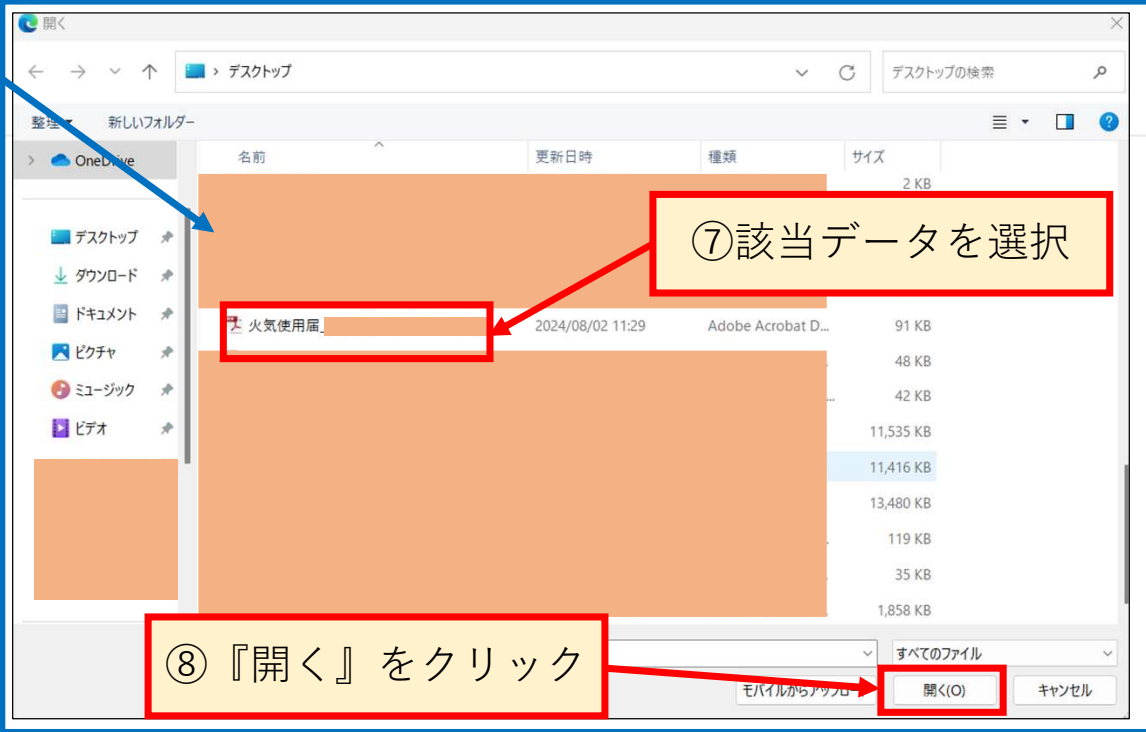 開く
デスクトップ
デスクトップの検索
整理
新しいフォルダー
OneDrive
名前
更新日時
種類
サイズ
2 KB
⑦該当データを選択
デスクトップ
ダウンロード
ドキュメント
ピクチャ
ミュージック
ビデオ
火気使用届_
2024/08/02 11:29
Adobe Acrobat D...
91 KB
48 KB
42 KB
11,535 KB
11,416 KB
13,480 KB
119 KB
35 KB
1,858 KB
⑧『開く』をクリック
すべてのファイル
モバイルからアップロ
開く(O)
キャンセル